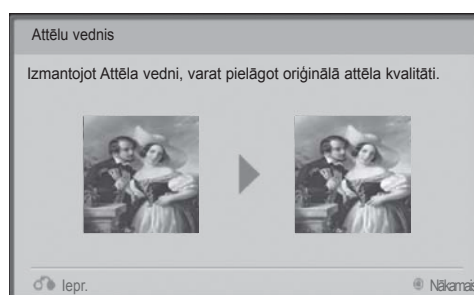 Attēlu vednis
Izmantojot Attēla vedni, varat pielāgot oriģinālā attēla kvalitāti.
Iepr.
Nākamais